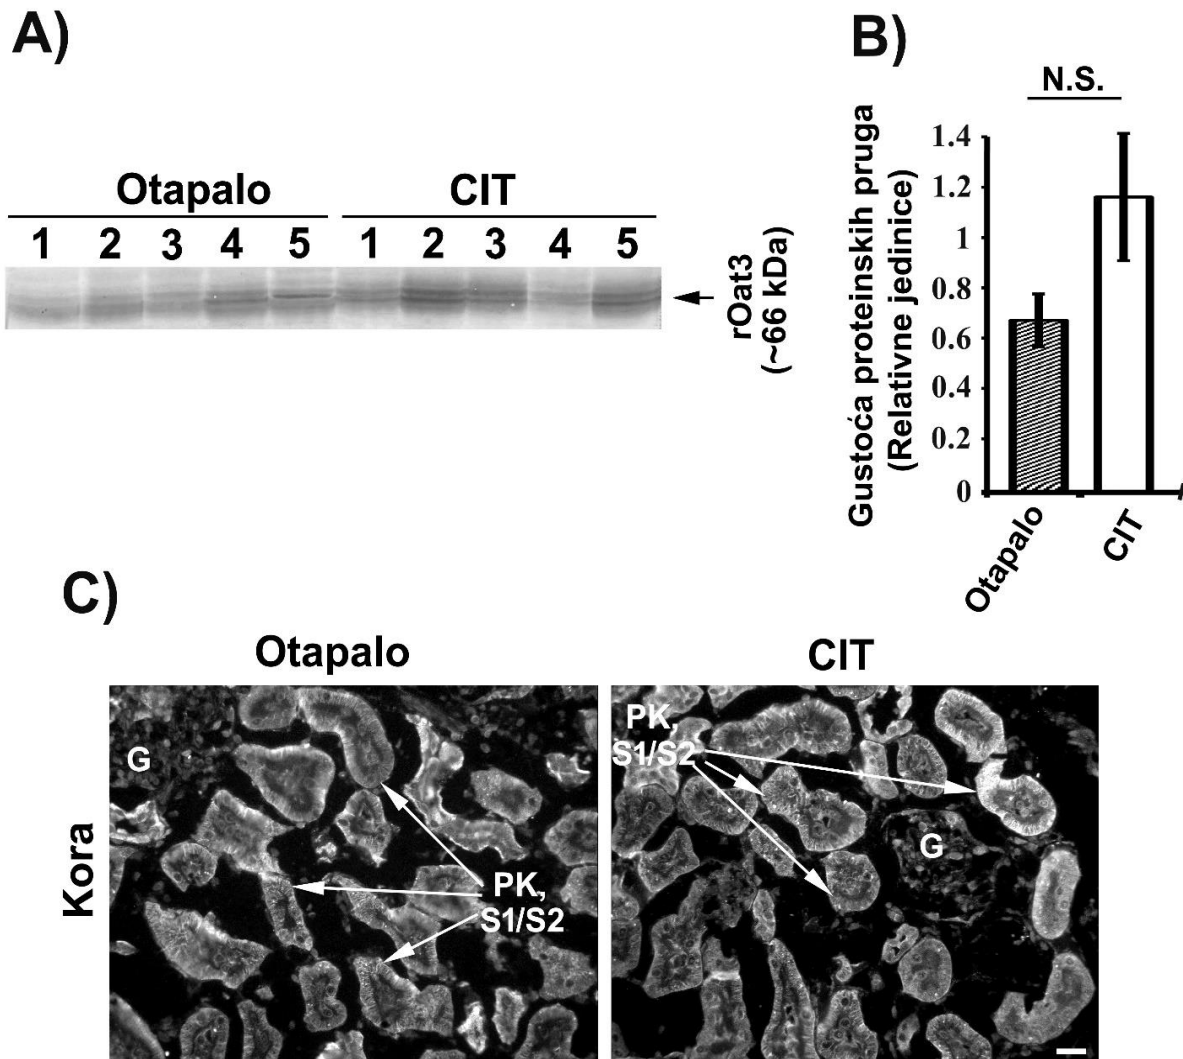 A)
Otapalo
CIT
1 2 3 4 5 1 2 3 4 5
rOat3
(~66 kDa)
B)
N.S.
Gustoća proteinskih pruga
(Relativne jedinice)
1.4
1.2
1
0.8
0.6
0.4
0.2
0
Otapalo
CIT
C)
Otapalo
CIT
Kora
G
PK,
S1/S2
PK,
S1/S2
G